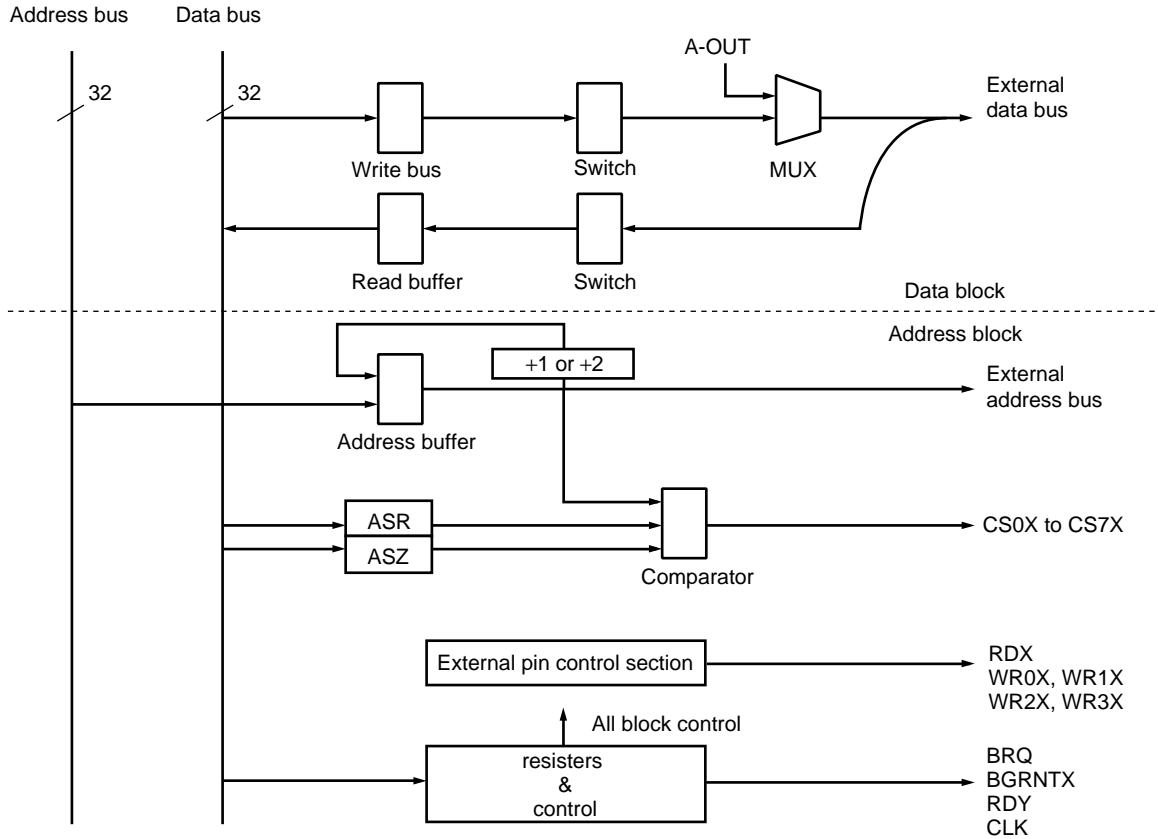 Address bus
Data bus
32
32
A-OUT
External
data bus
Write bus
Switch
MUX
Read buffer
Switch
Data block
Address block
+1 or +2
External
address bus
Address buffer
ASR
ASZ
CS0X to CS7X
Comparator
External pin control section
RDX
WR0X, WR1X
WR2X, WR3X
All block control
resisters
&
control
BRQ
BGRNTX
RDY
CLK